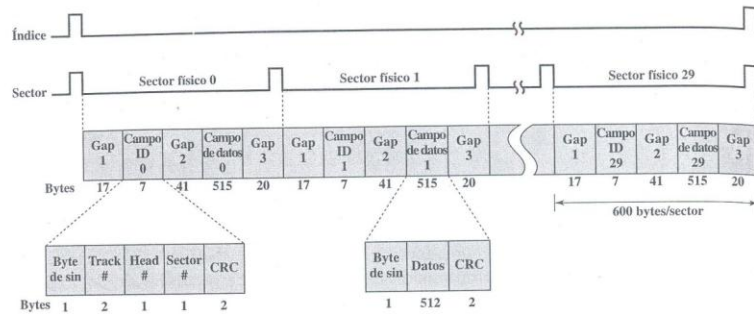 Índice
Sector
Sector físico 0
Sector físico 1
Sector físico 29
Gap 1
Campo ID 0
Gap 2
Campo de datos 0
Gap 3
Gap 1
Campo ID 1
Gap 2
Campo de datos 1
Gap 3
Gap 1
Campo ID 29
Gap 2
Campo de datos 29
Gap 3
Bytes 17 7 41 515 20 17 7 41 515 20 17 7 41 515 20
600 bytes/sector
Byte de sin
Track #
Head #
Sector #
CRC
Bytes 1 2 1 1 2
Byte de sin
Datos
CRC
1 512 2